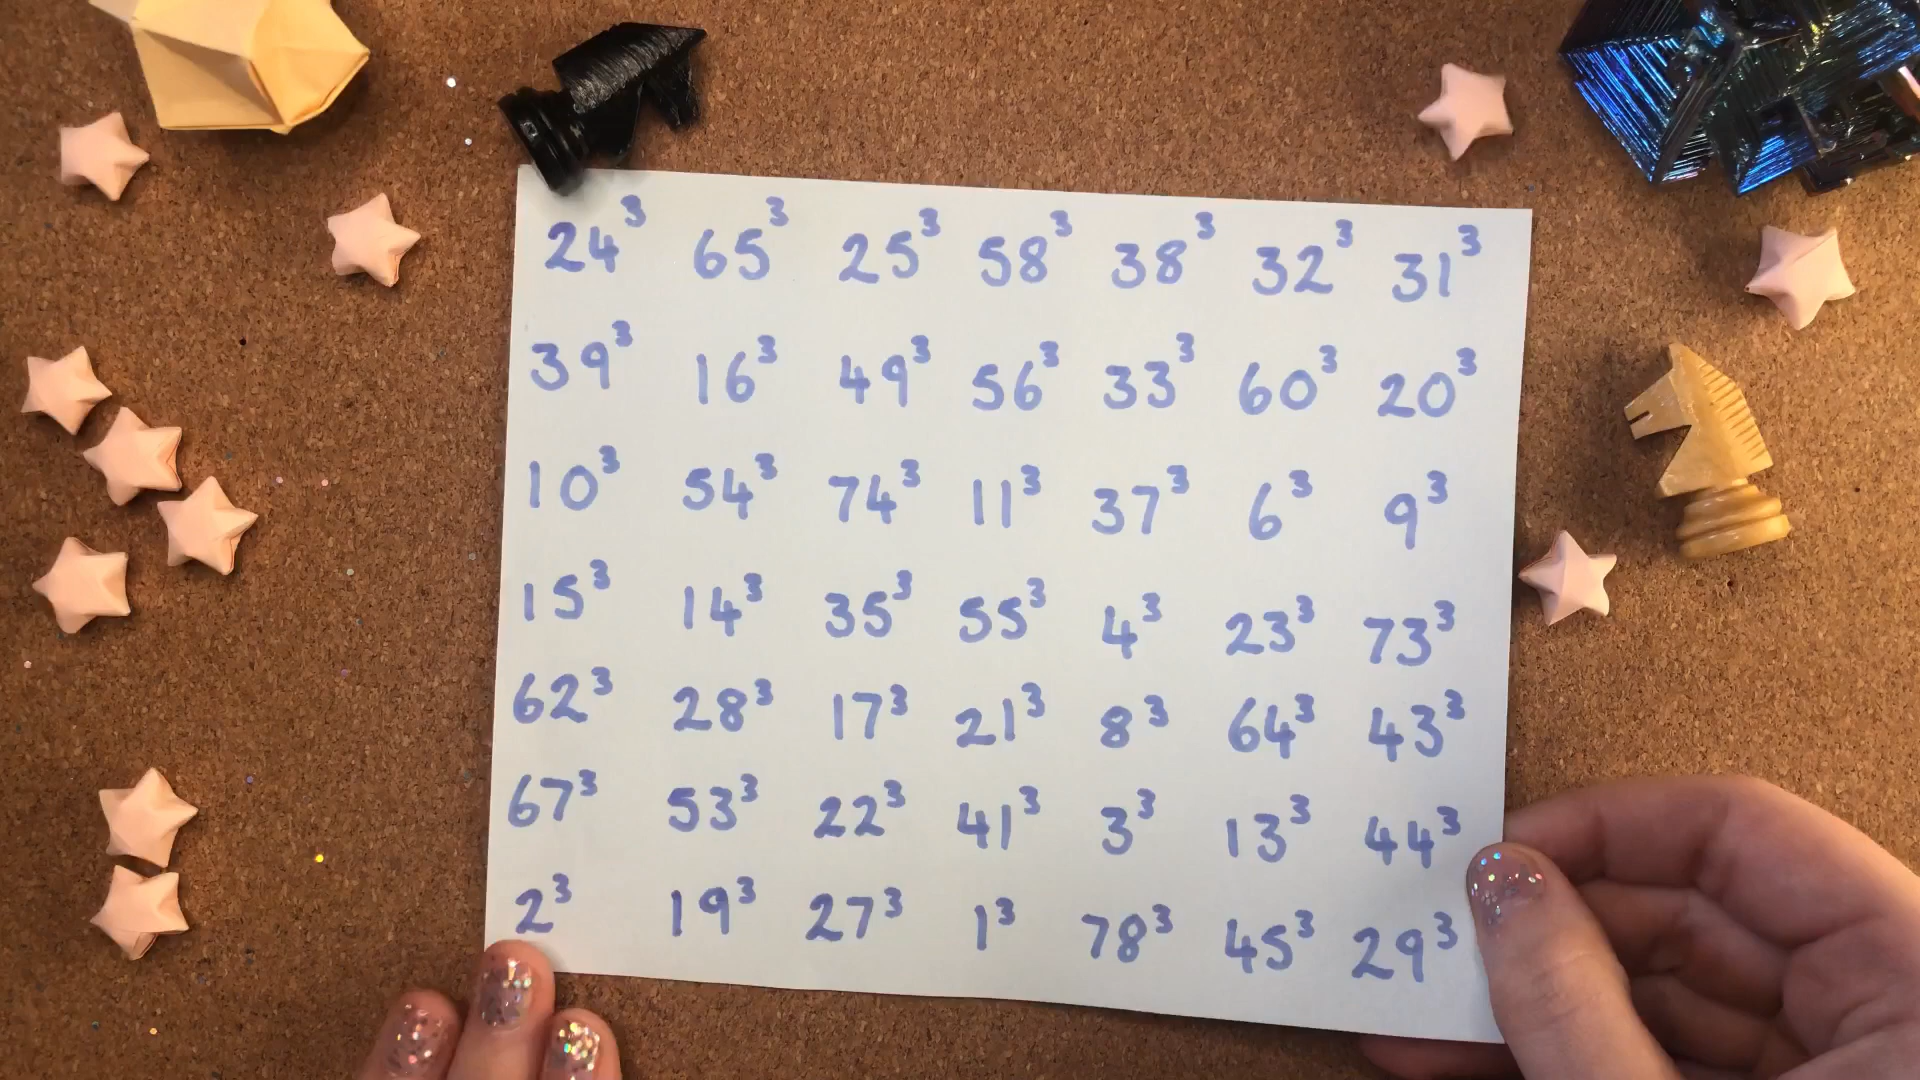 24³ 65³ 25³ 58³ 38³ 32³ 31³
39³ 16³ 49³ 56³ 33³ 60³ 20³
10³ 54³ 74³ 11³ 37³ 6³ 9³
15³ 14³ 35³ 55³ 4³ 23³ 73³
62³ 28³ 17³ 21³ 8³ 64³ 43³
67³ 53³ 22³ 41³ 3³ 13³ 44³
2³ 19³ 27³ 1³ 78³ 45³ 29³